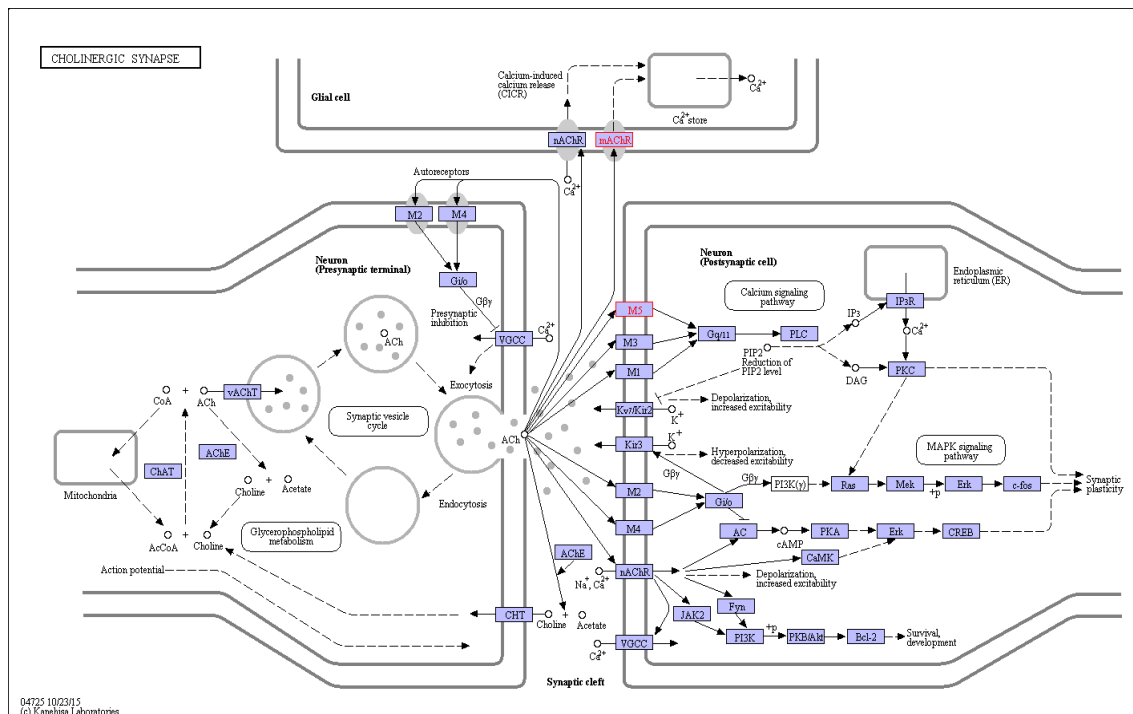 CHOLINERGIC SYNAPSE
Glial cell
Calcium-induced
calcium release
(CICR)
Ca2+
Ca2+ store
nAChR
mAChR
Ca2+
Autoreceptors
M2
M4
Neuron
(Presynaptic terminal)
Gi/o
Gβγ
Presynaptic
inhibition
VGCC
Ca2+
ACh
Exocytosis
CoA
+
ACh
vAChT
Synaptic vesicle
cycle
ACh
AChE
ChAT
Mitochondria
Choline
+
Acetate
Endocytosis
Glycerophospholipid
metabolism
AcCoA
+
Choline
Action potential
CHT
Choline
+
Acetate
AChE
Na+, Ca2+
Ca2+
Synaptic cleft
Neuron
(Postsynaptic cell)
Calcium signaling
pathway
Endoplasmic
reticulum (ER)
IP3R
M5
M3
M1
Gq/11
PLC
IP3
Ca2+
PIP2
Reduction of
PIP2 level
DAG
PKC
Kv7/Kir2
K+
Depolarization,
increased excitability
Kir3
K+
Hyperpolarization,
decreased excitability
MAPK signaling
pathway
Gβγ
M2
Gi/o
Gβγ
PI3K(γ)
Ras
Mek
+p
Erk
c-fos
Synaptic
plasticity
M4
AC
cAMP
PKA
Erk
CREB
CaMK
nAChR
Depolarization,
increased excitability
JAK2
Fyn
PI3K
+p
PKB/Akt
Bcl-2
Survival,
development
VGCC
04725 10/23/15
(c) Kanehisa Laboratories